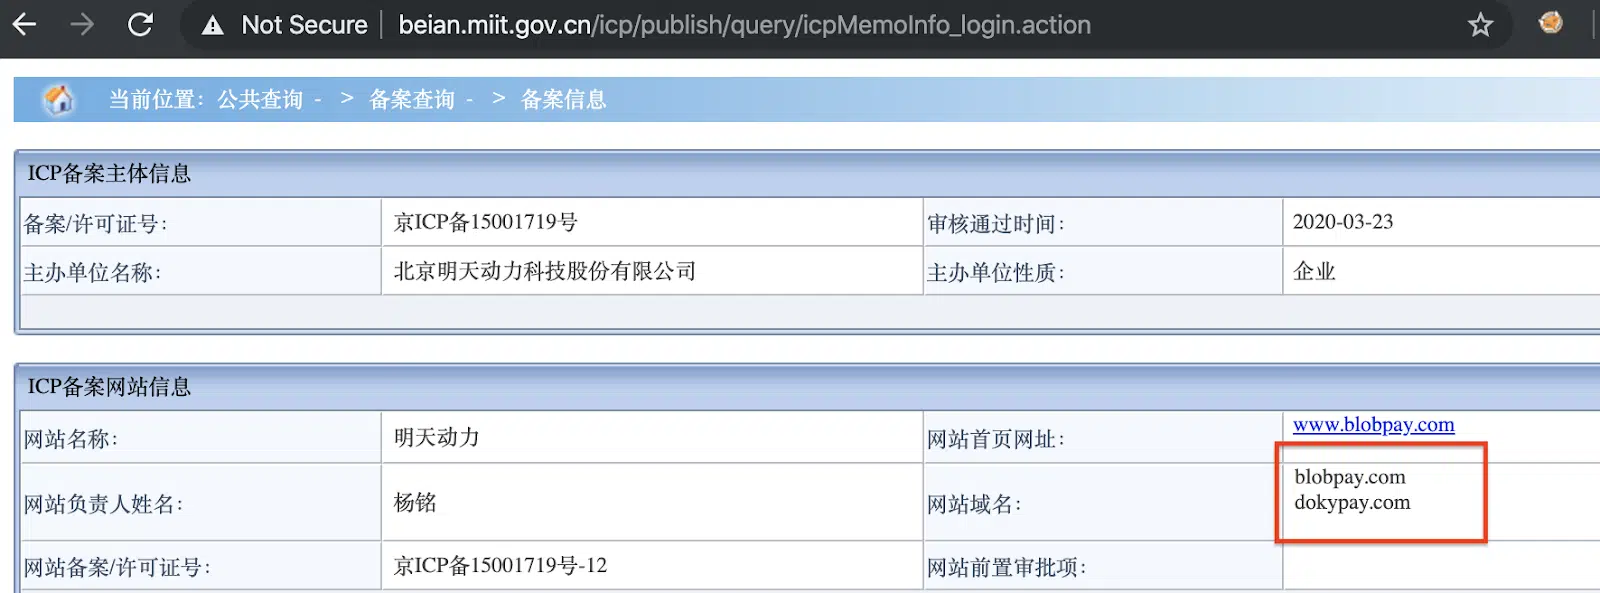 Not Secure | beian.miit.gov.cn/icp/publish/query/icpMemoInfo_login.action
当前位置：公共查询 - > 备案查询 - > 备案信息
ICP备案主体信息
备案/许可证号： 京ICP备15001719号 审核通过时间： 2020-03-23
主办单位名称： 北京明天动力科技股份有限公司 主办单位性质： 企业
ICP备案网站信息
网站名称： 明天动力 网站首页网址： www.blobpay.com
网站负责人姓名： 杨铭 网站域名： blobpay.com
dokypay.com
网站备案/许可证号： 京ICP备15001719号-12 网站前置审批项：